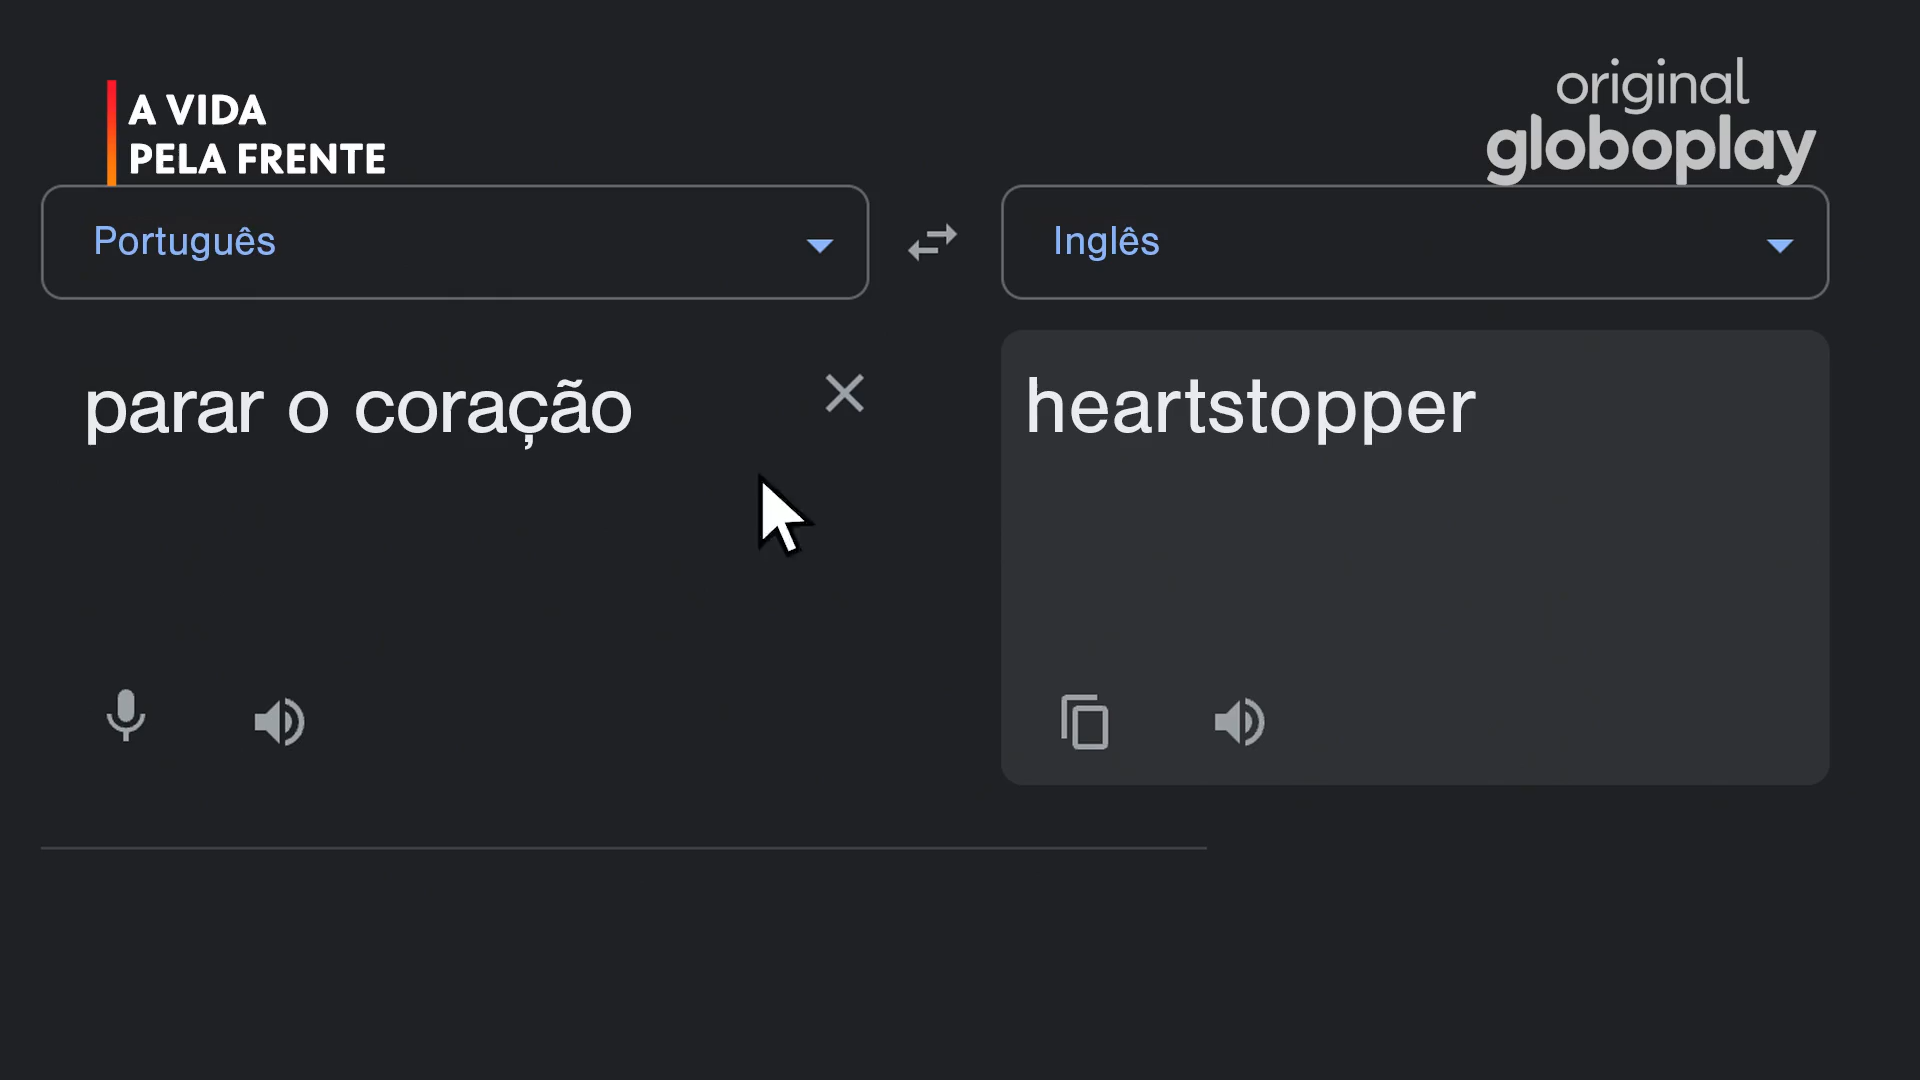 A VIDA
PELA FRENTE
original
globoplay
Português
Inglês
parar o coração
heartstopper